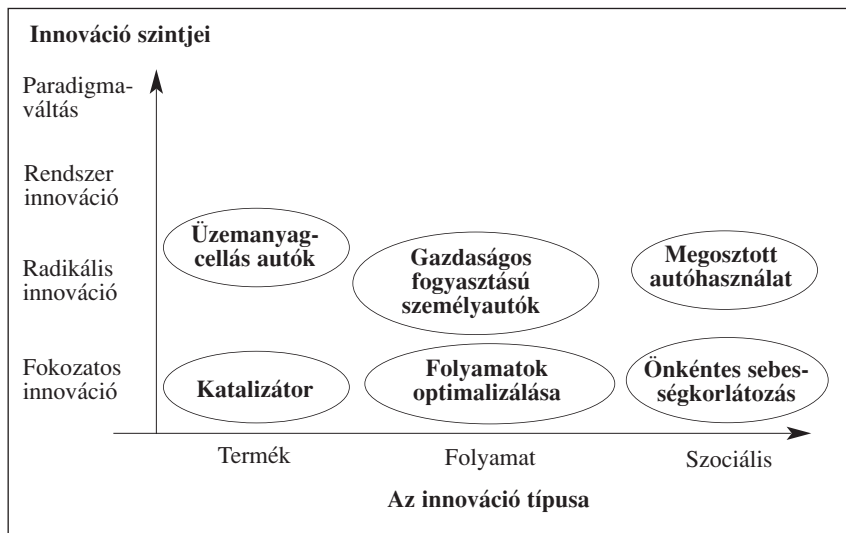 Innováció szintjei
Paradigma-
váltás
Rendszer
innováció
Radikális
innováció
Fokozatos
innováció
Üzemanyag-
cellás autók
Gazdaságos
fogyasztású
személyautók
Megosztott
autóhasználat
Katalizátor
Folyamatok
optimalizálása
Önkéntes sebes-
ségkorlátozás
Termék
Folyamat
Szociális
Az innováció típusa